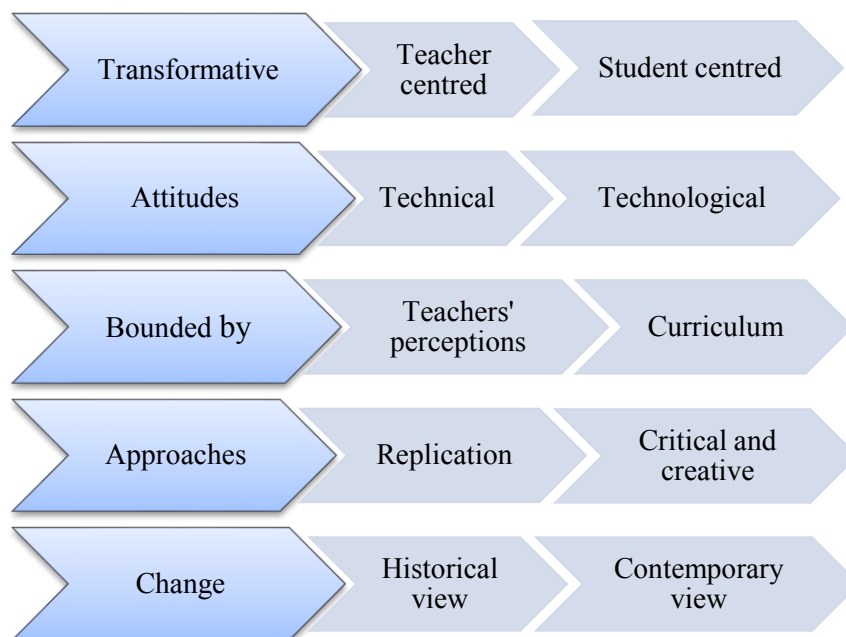 Transformative
Teacher
centred
Student centred
Attitudes
Technical
Technological
Bounded by
Teachers'
perceptions
Curriculum
Approaches
Replication
Critical and
creative
Change
Historical
view
Contemporary
view